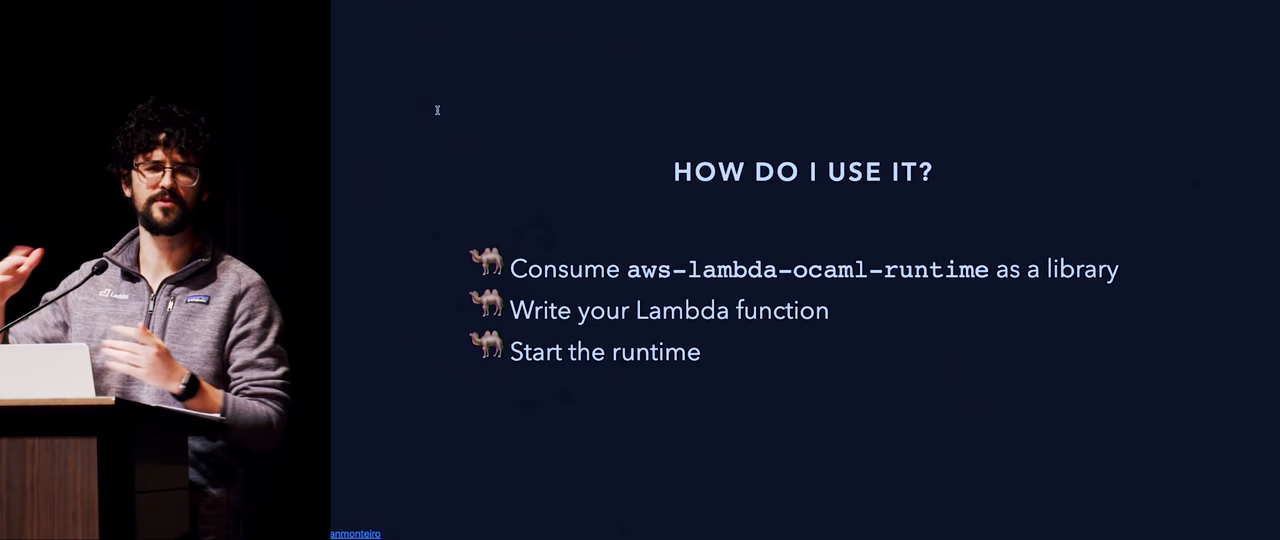 HOW DO I USE IT?
Consume aws-lambda-ocaml-runtime as a library
Write your Lambda function
Start the runtime
anmonteiro